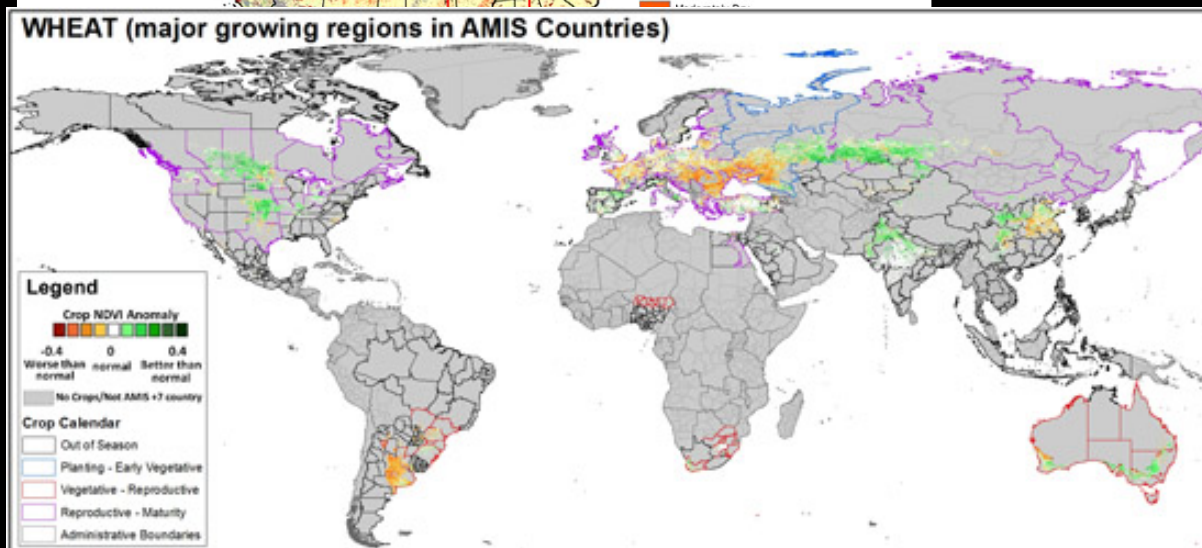 WHEAT (major growing regions in AMIS Countries)
Legend
Crop NDVI Anomaly
-0.4 0 0.4
Worse than normal Better than
normal normal
No Crops/Not AMIS +7 country
Crop Calendar
Out of Season
Planting - Early Vegetative
Vegetative - Reproductive
Reproductive - Maturity
Administrative Boundaries